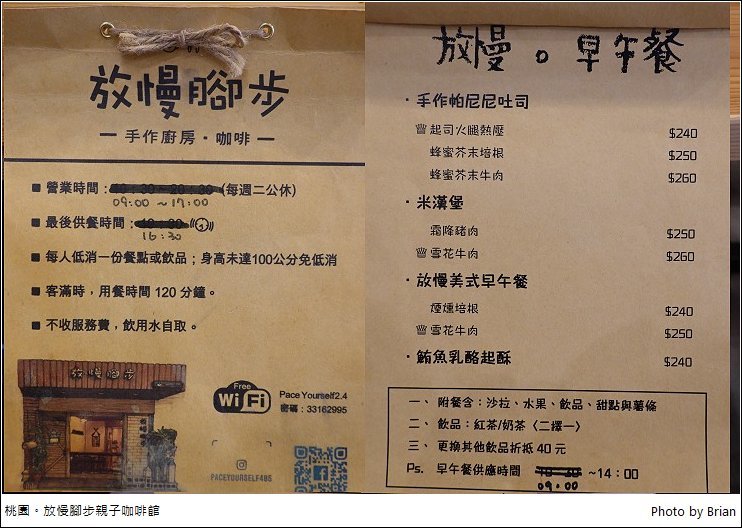 放慢腳步
手作廚房・咖啡
■ 營業時間：10：30～20：30 (每週二公休)
09:00 ~17:00
■ 最後供餐時間：
16:30
■ 每人低消一份餐點或飲品；身高未達100公分免低消
■ 客滿時，用餐時間 120 分鐘。
■ 不收服務費，飲用水自取。
放慢腳步
Free
WiFi
Pace Yourself2.4
密碼：33162995
PACEYOURSELF485
放慢。早午餐
・手作帕尼尼吐司
起司火腿熱壓 $240
蜂蜜芥末培根 $250
蜂蜜芥末牛肉 $260
・米漢堡
霜降豬肉 $250
雪花牛肉 $260
・放慢美式早午餐
煙燻培根 $240
雪花牛肉 $250
・鮪魚乳酪起酥 $240
一、 附餐含：沙拉、水果、飲品、甜點與薯條
二、 飲品：紅茶/奶茶〈二擇一〉
三、 更換其他飲品折抵 40 元
Ps. 早午餐供應時間 ~14：00
09.00
桃園。放慢腳步親子咖啡館
Photo by Brian